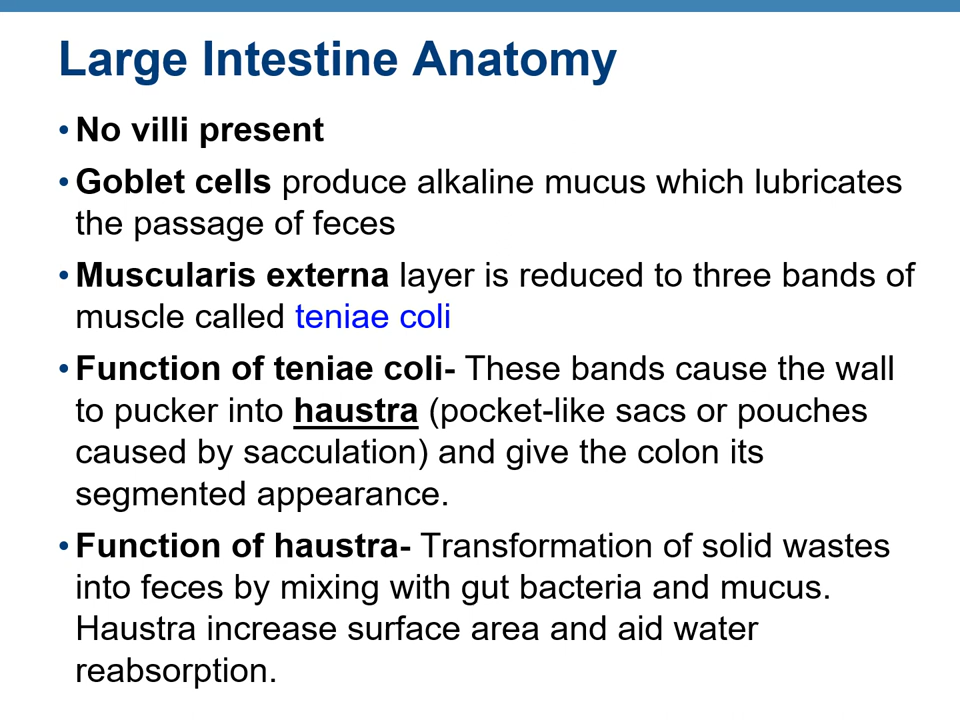 Large Intestine Anatomy
• No villi present
• Goblet cells produce alkaline mucus which lubricates
the passage of feces
• Muscularis externa layer is reduced to three bands of
muscle called teniae coli
• Function of teniae coli- These bands cause the wall
to pucker into haustra (pocket-like sacs or pouches
caused by sacculation) and give the colon its
segmented appearance.
• Function of haustra- Transformation of solid wastes
into feces by mixing with gut bacteria and mucus.
Haustra increase surface area and aid water
reabsorption.